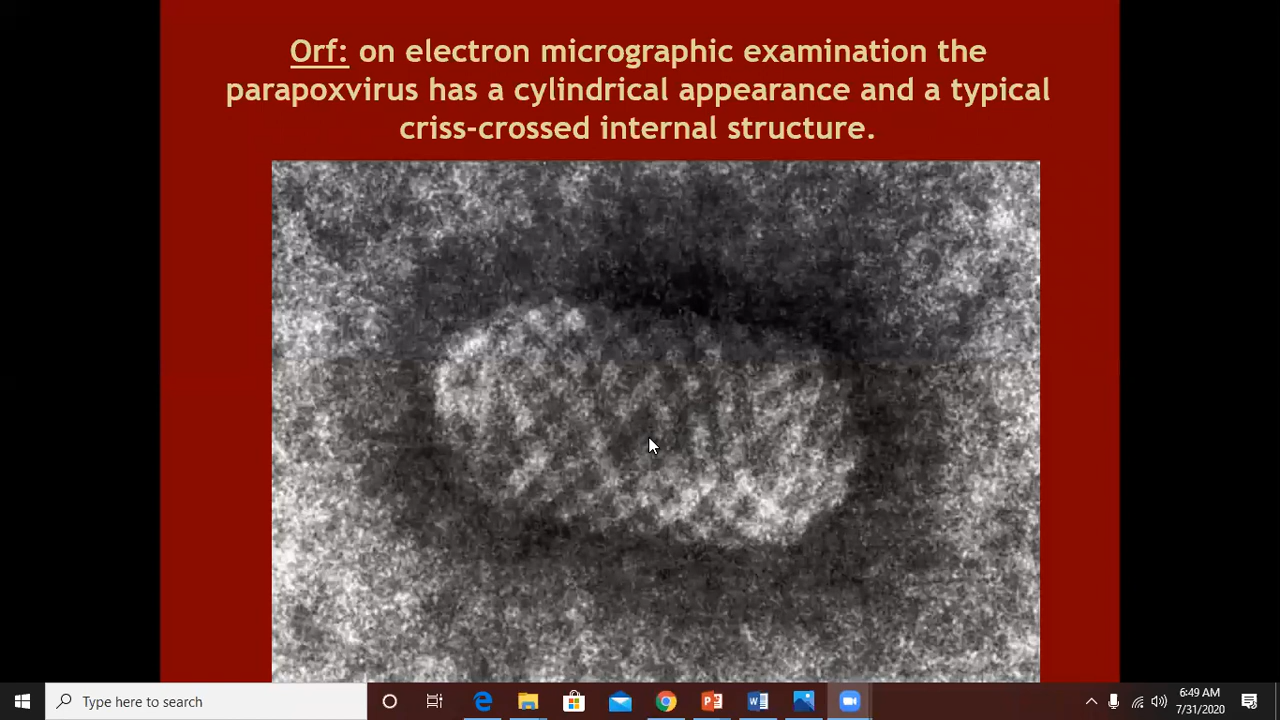 Orf: on electron micrographic examination the
parapoxvirus has a cylindrical appearance and a typical
criss-crossed internal structure.
Type here to search
6:49 AM
7/31/2020